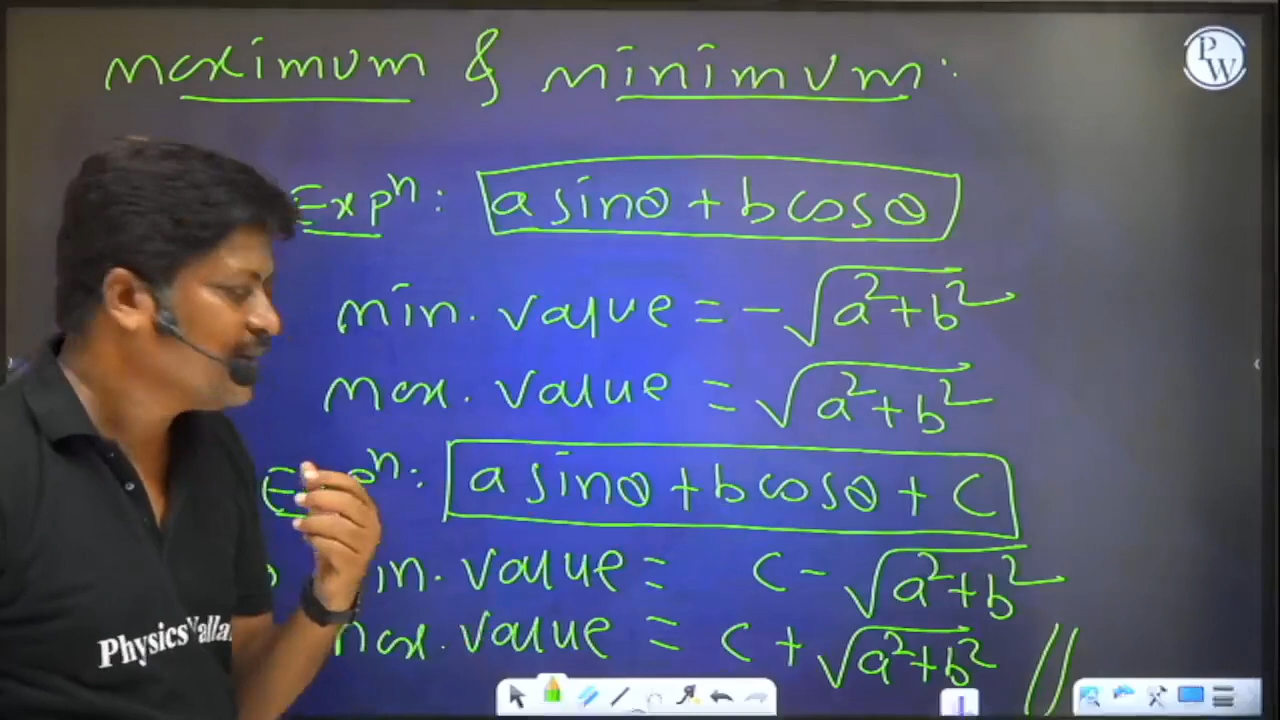 maximum & minimum:
PW
Expⁿ: a sinθ + b cosθ
min. value = -√(a²+b²)
max. value = √(a²+b²)
a sinθ + b cosθ + c
value = c - √(a²+b²)
max. value = c + √(a²+b²) //
Physics